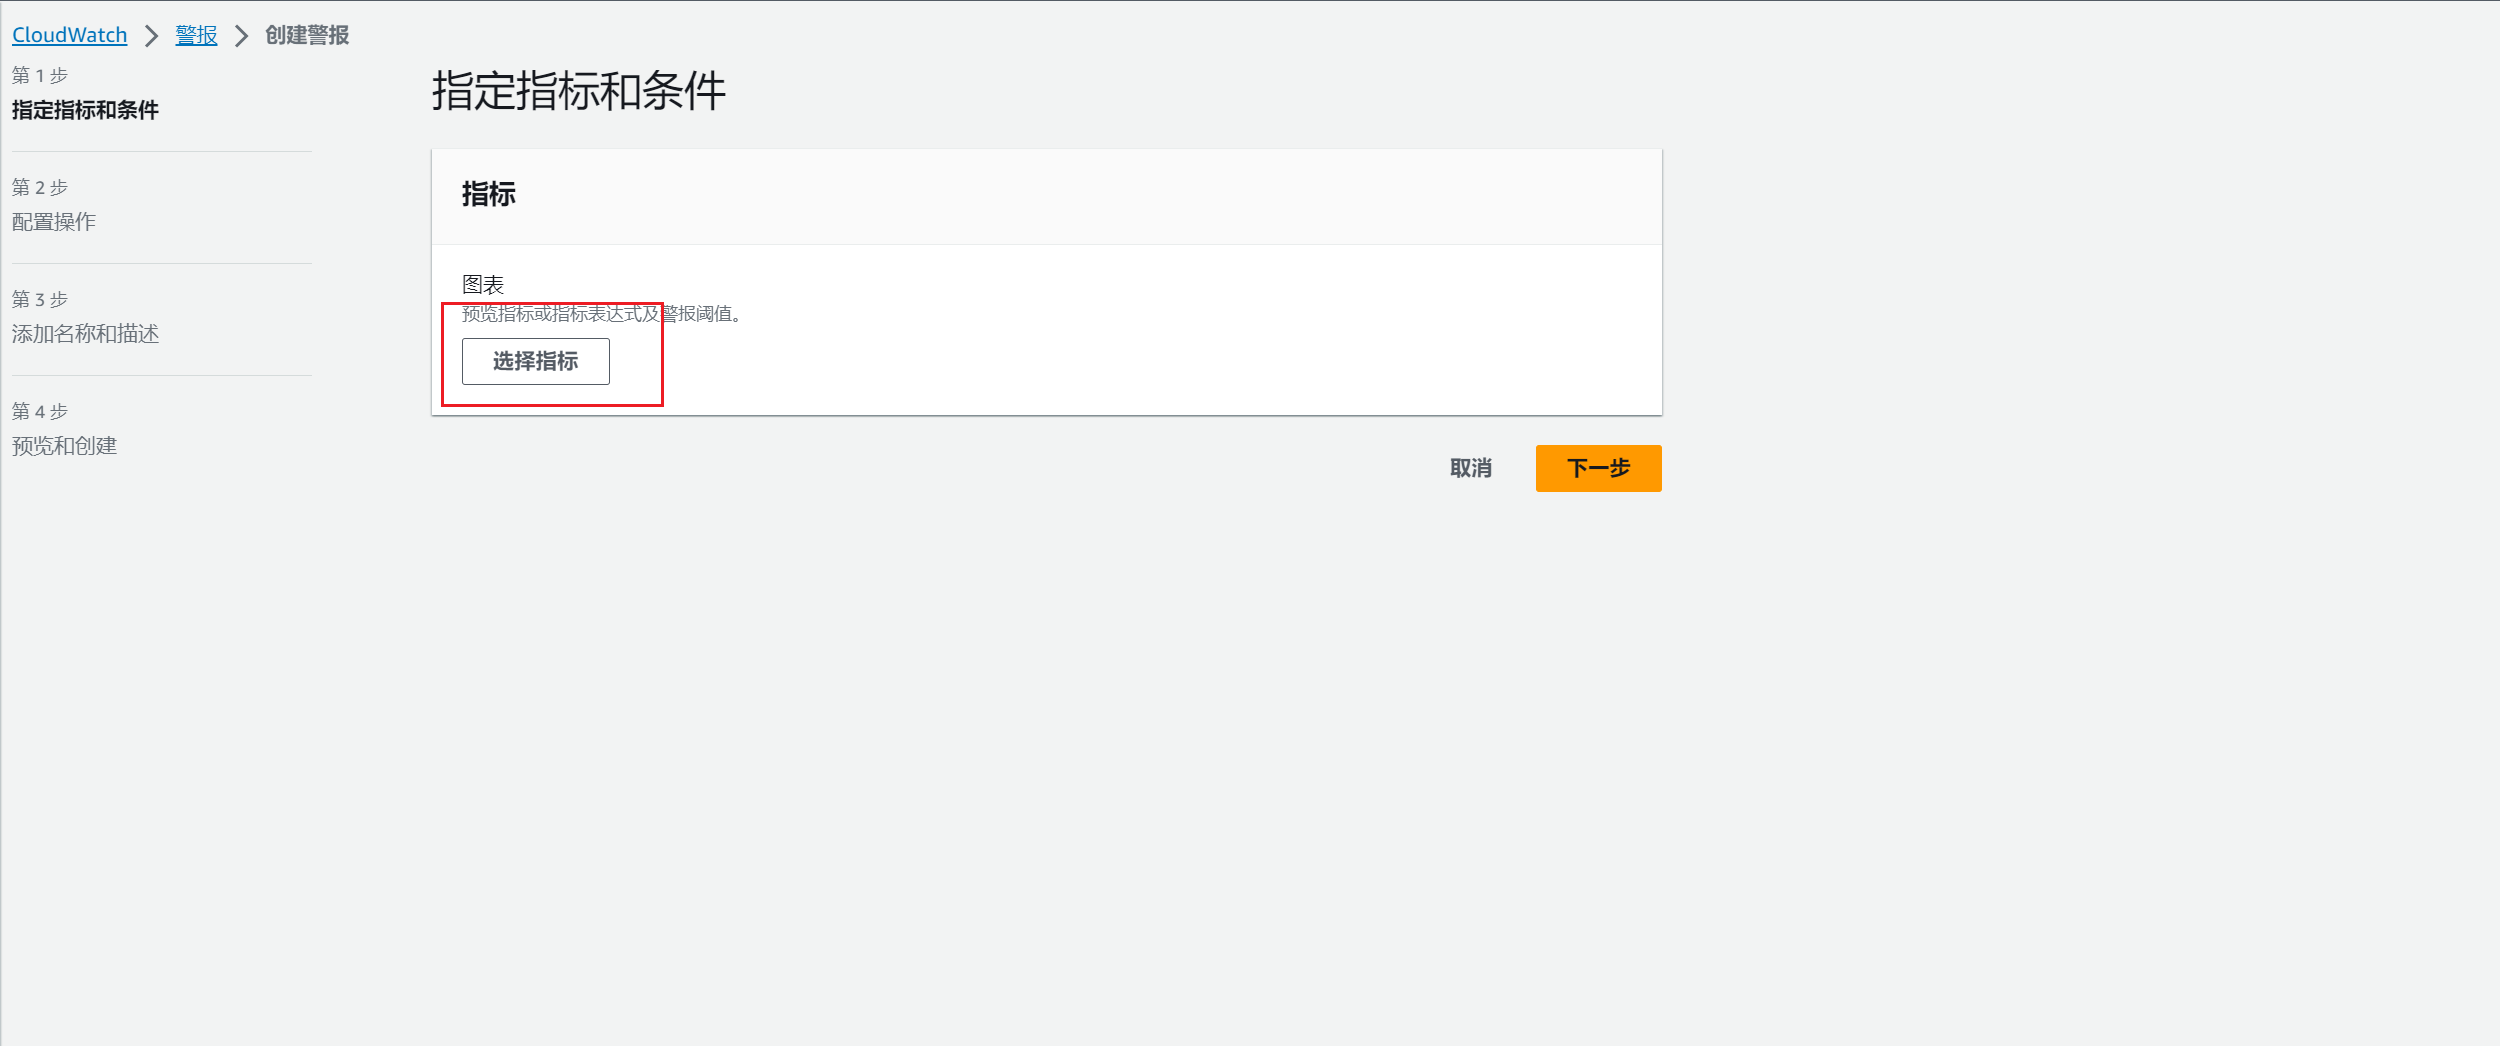 CloudWatch > 警报 > 创建警报
第 1 步
指定指标和条件
第 2 步
配置操作
第 3 步
添加名称和描述
第 4 步
预览和创建
指定指标和条件
指标
图表
预览指标或指标表达式及警报阈值。
选择指标
取消
下一步